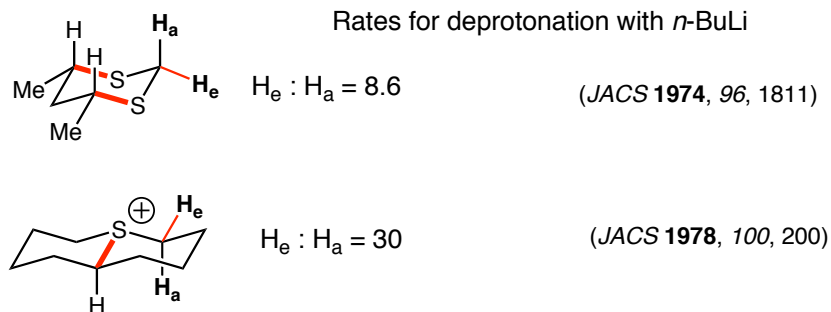 Rates for deprotonation with n-BuLi
H
Hₐ
H
S
S
Hₑ
Me
Me
Hₑ : Hₐ = 8.6
(JACS 1974, 96, 1811)
+
Hₑ
S
Hₑ : Hₐ = 30
(JACS 1978, 100, 200)
Hₐ
H